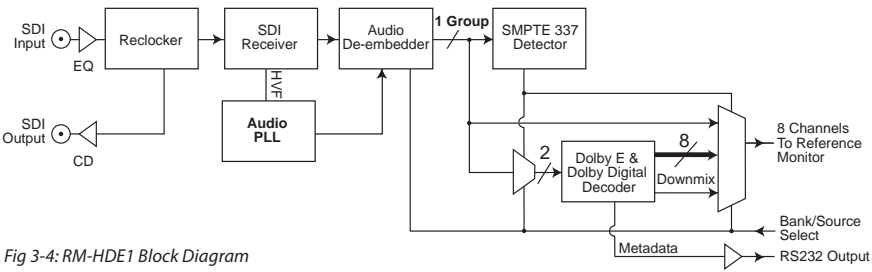 SDI
Input
EQ
Reclocker
SDI
Receiver
Audio
De-embedder
1 Group
SMPTE 337
Detector
HVF
SDI
Output
CD
Audio
PLL
2
Dolby E &
Dolby Digital
Decoder
8
Downmix
8 Channels
To Reference
Monitor
Bank/Source
Select
Metadata
RS232 Output
Fig 3-4: RM-HDE1 Block Diagram